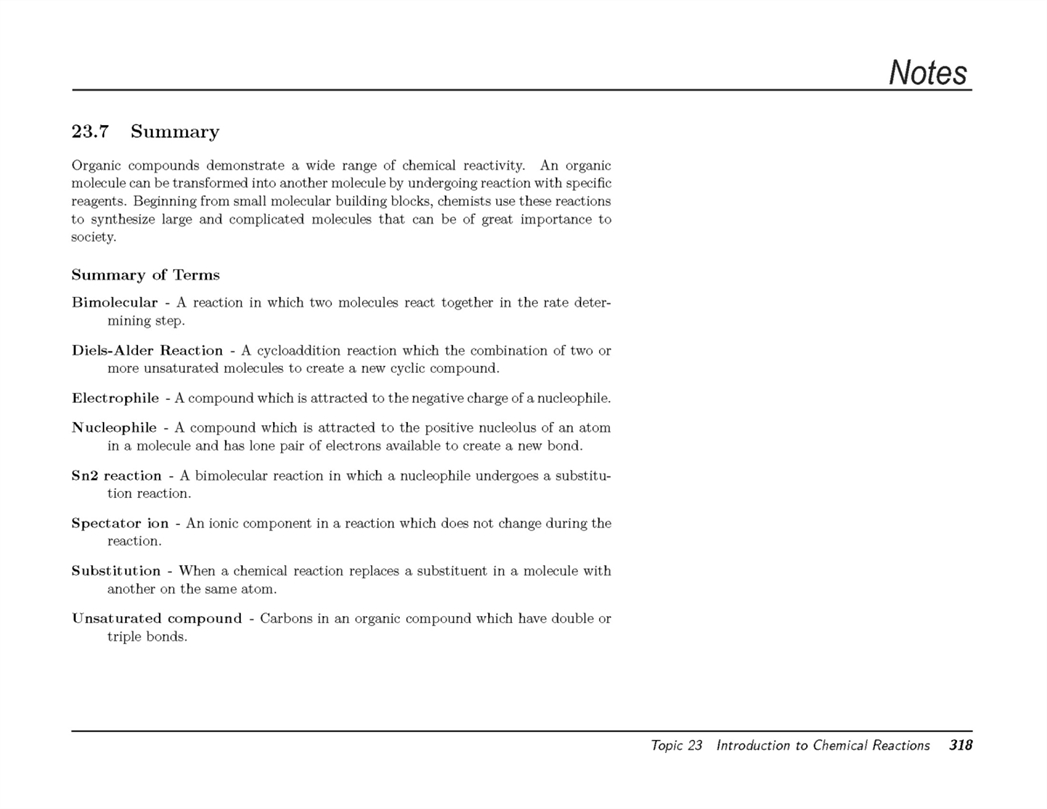 Notes
23.7 Summary
Organic compounds demonstrate a wide range of chemical reactivity. An organic
molecule can be transformed into another molecule by undergoing reaction with specific
reagents. Beginning from small molecular building blocks, chemists use these reactions
to synthesize large and complicated molecules that can be of great importance to
society.
Summary of Terms
Bimolecular - A reaction in which two molecules react together in the rate deter-
mining step.
Diels-Alder Reaction - A cycloaddition reaction which the combination of two or
more unsaturated molecules to create a new cyclic compound.
Electrophile - A compound which is attracted to the negative charge of a nucleophile.
Nucleophile - A compound which is attracted to the positive nucleolus of an atom
in a molecule and has lone pair of electrons available to create a new bond.
Sn2 reaction - A bimolecular reaction in which a nucleophile undergoes a substitu-
tion reaction.
Spectator ion - An ionic component in a reaction which does not change during the
reaction.
Substitution - When a chemical reaction replaces a substituent in a molecule with
another on the same atom.
Unsaturated compound - Carbons in an organic compound which have double or
triple bonds.
Topic 23 Introduction to Chemical Reactions 318